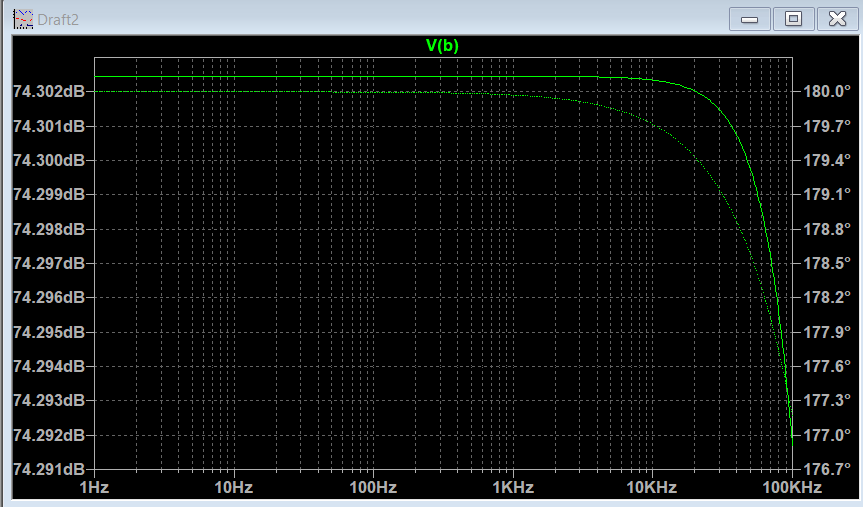 Draft2
V(b)
74.302dB 180.0°
74.301dB 179.7°
74.300dB 179.4°
74.299dB 179.1°
74.298dB 178.8°
74.297dB 178.5°
74.296dB 178.2°
74.295dB 177.9°
74.294dB 177.6°
74.293dB 177.3°
74.292dB 177.0°
74.291dB 176.7°
1Hz 10Hz 100Hz 1KHz 10KHz 100KHz